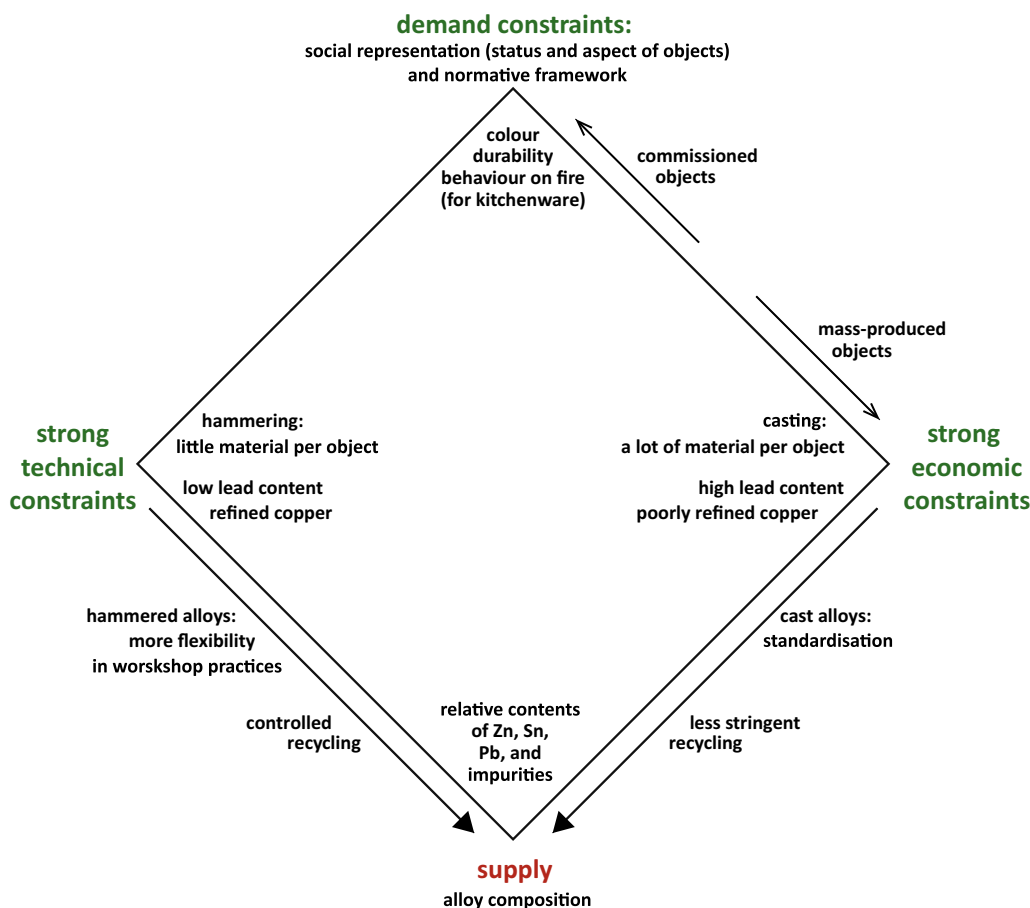 demand constraints:
social representation (status and aspect of objects)
and normative framework
colour
durability
behaviour on fire
(for kitchenware)
commissioned
objects
mass-produced
objects
strong
technical
constraints
hammering:
little material per object
low lead content
refined copper
casting:
a lot of material per object
high lead content
poorly refined copper
strong
economic
constraints
hammered alloys:
more flexibility
in worskshop practices
controlled
recycling
cast alloys:
standardisation
less stringent
recycling
relative contents
of Zn, Sn,
Pb, and
impurities
supply
alloy composition